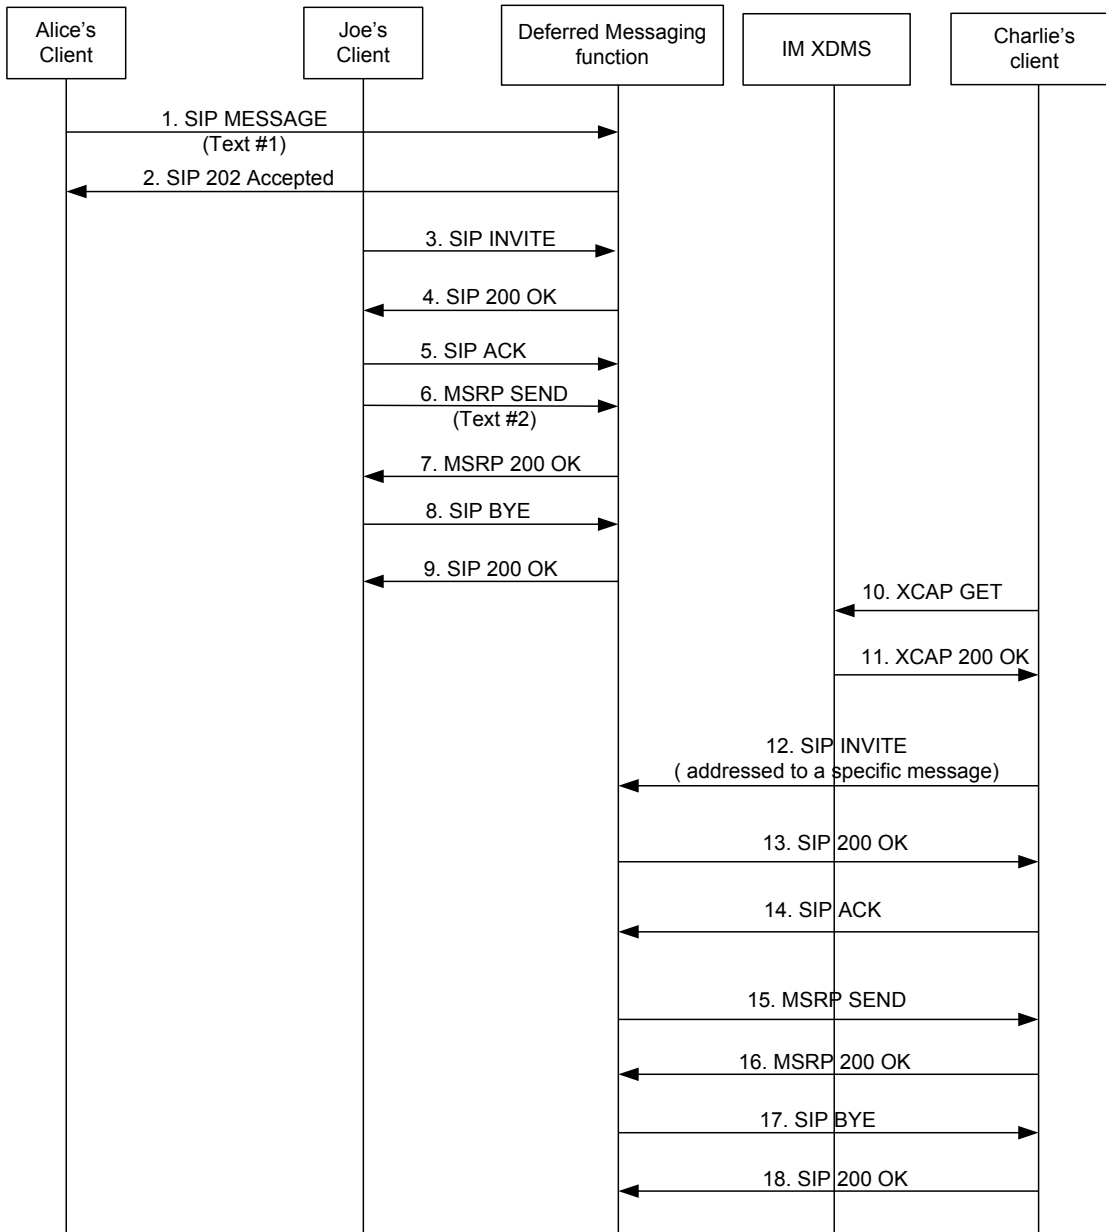 Alice's
Client
Joe's
Client
Deferred Messaging
function
IM XDMS
Charlie's
client
1. SIP MESSAGE
(Text #1)
2. SIP 202 Accepted
3. SIP INVITE
4. SIP 200 OK
5. SIP ACK
6. MSRP SEND
(Text #2)
7. MSRP 200 OK
8. SIP BYE
9. SIP 200 OK
10. XCAP GET
11. XCAP 200 OK
12. SIP INVITE
( addressed to a specific message)
13. SIP 200 OK
14. SIP ACK
15. MSRP SEND
16. MSRP 200 OK
17. SIP BYE
18. SIP 200 OK